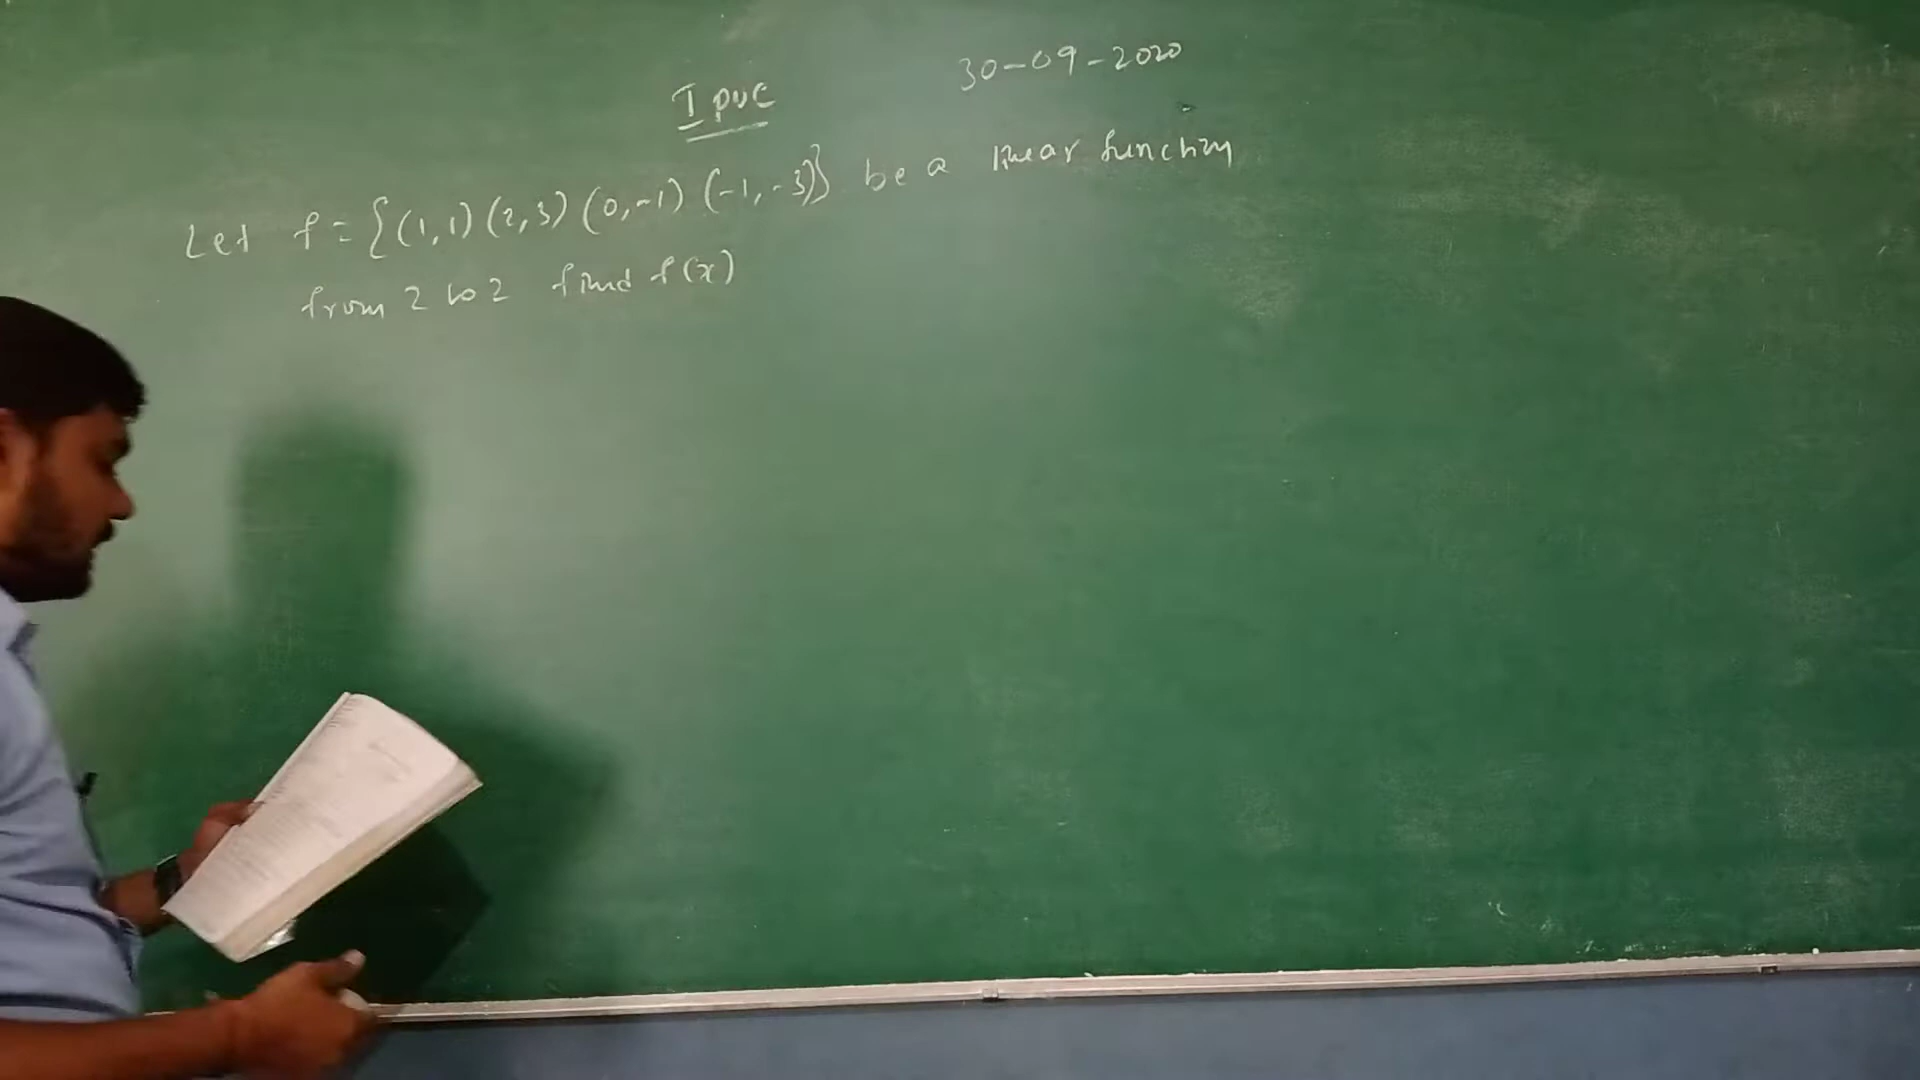 I PUC
30-09-2020
Let f = {(1,1) (2,3) (0,-1) (-1,-3)} be a linear function
from Z to Z find f(x)